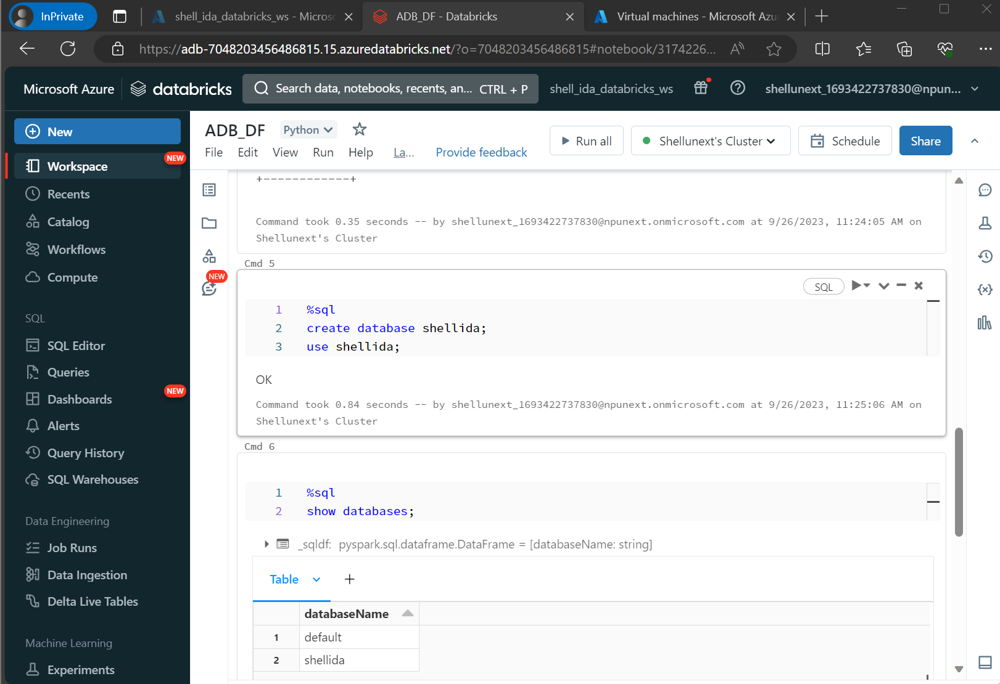 InPrivate
shell_ida_databricks_ws - Microsc
ADB_DF - Databricks
Virtual machines - Microsoft Azu
https://adb-7048203456486815.15.azuredatabricks.net/?o=7048203456486815#notebook/3174226...
Microsoft Azure
databricks
Search data, notebooks, recents, an... CTRL + P
shell_ida_databricks_ws
shellunext_1693422737830@npun...
New
Workspace
NEW
Recents
Catalog
Workflows
Compute
SQL
SQL Editor
Queries
Dashboards
NEW
Alerts
Query History
SQL Warehouses
Data Engineering
Job Runs
Data Ingestion
Delta Live Tables
Machine Learning
Experiments
ADB_DF
Python
File Edit View Run Help La... Provide feedback
Run all
Shellunext's Cluster
Schedule
Share
NEW
+------------+
Command took 0.35 seconds -- by shellunext_1693422737830@npunext.onmicrosoft.com at 9/26/2023, 11:24:05 AM on
Shellunext's Cluster
Cmd 5
SQL
1 %sql
2 create database shellida;
3 use shellida;
OK
Command took 0.84 seconds -- by shellunext_1693422737830@npunext.onmicrosoft.com at 9/26/2023, 11:25:06 AM on
Shellunext's Cluster
Cmd 6
1 %sql
2 show databases;
_sqldf: pyspark.sql.dataframe.DataFrame = [databaseName: string]
Table
databaseName
1 default
2 shellida